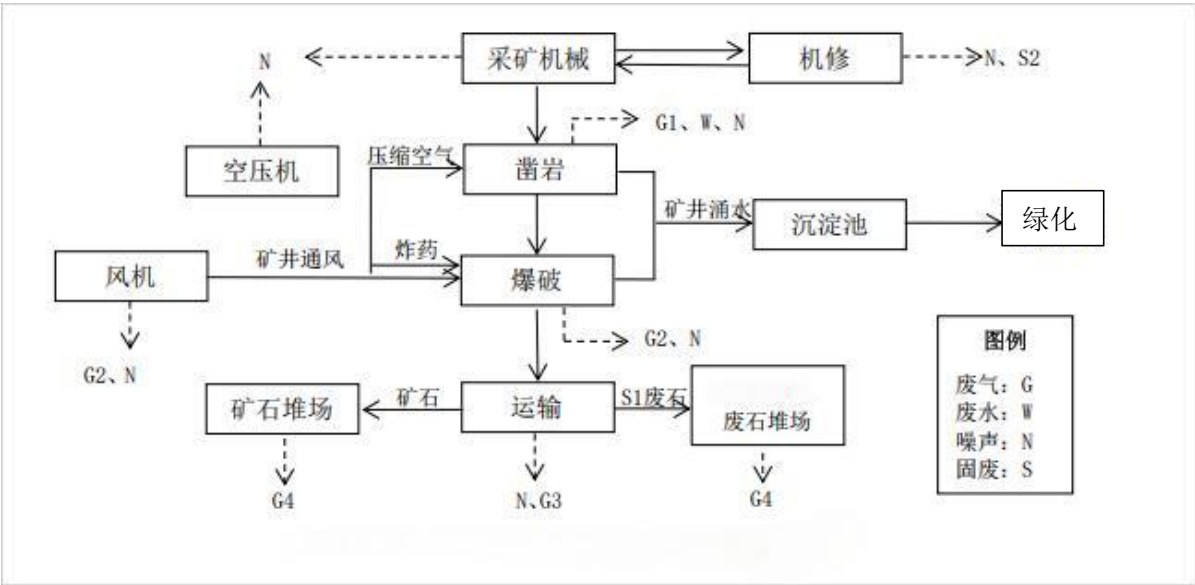 N
采矿机械
机修
N、S2
G1、W、N
压缩空气
凿岩
空压机
矿井涌水
沉淀池
绿化
矿井通风
炸药
风机
爆破
G2、N
G2、N
图例
废气：G
废水：W
噪声：N
固废：S
矿石堆场
矿石
运输
S1废石
废石堆场
G4
N、G3
G4